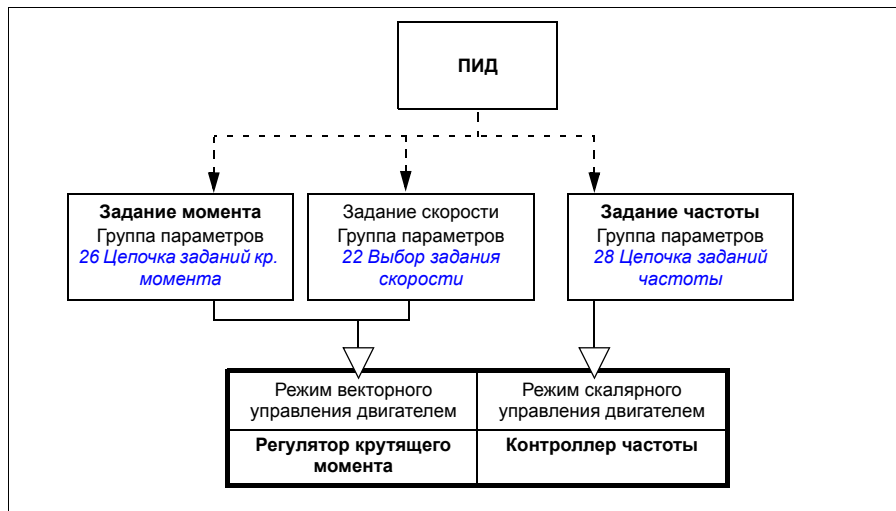 ПИД
Задание момента
Группа параметров
26 Цепочка заданий кр.
момента
Задание скорости
Группа параметров
22 Выбор задания
скорости
Задание частоты
Группа параметров
28 Цепочка заданий
частоты
Режим векторного
управления двигателем
Режим скалярного
управления двигателем
Регулятор крутящего
момента
Контроллер частоты